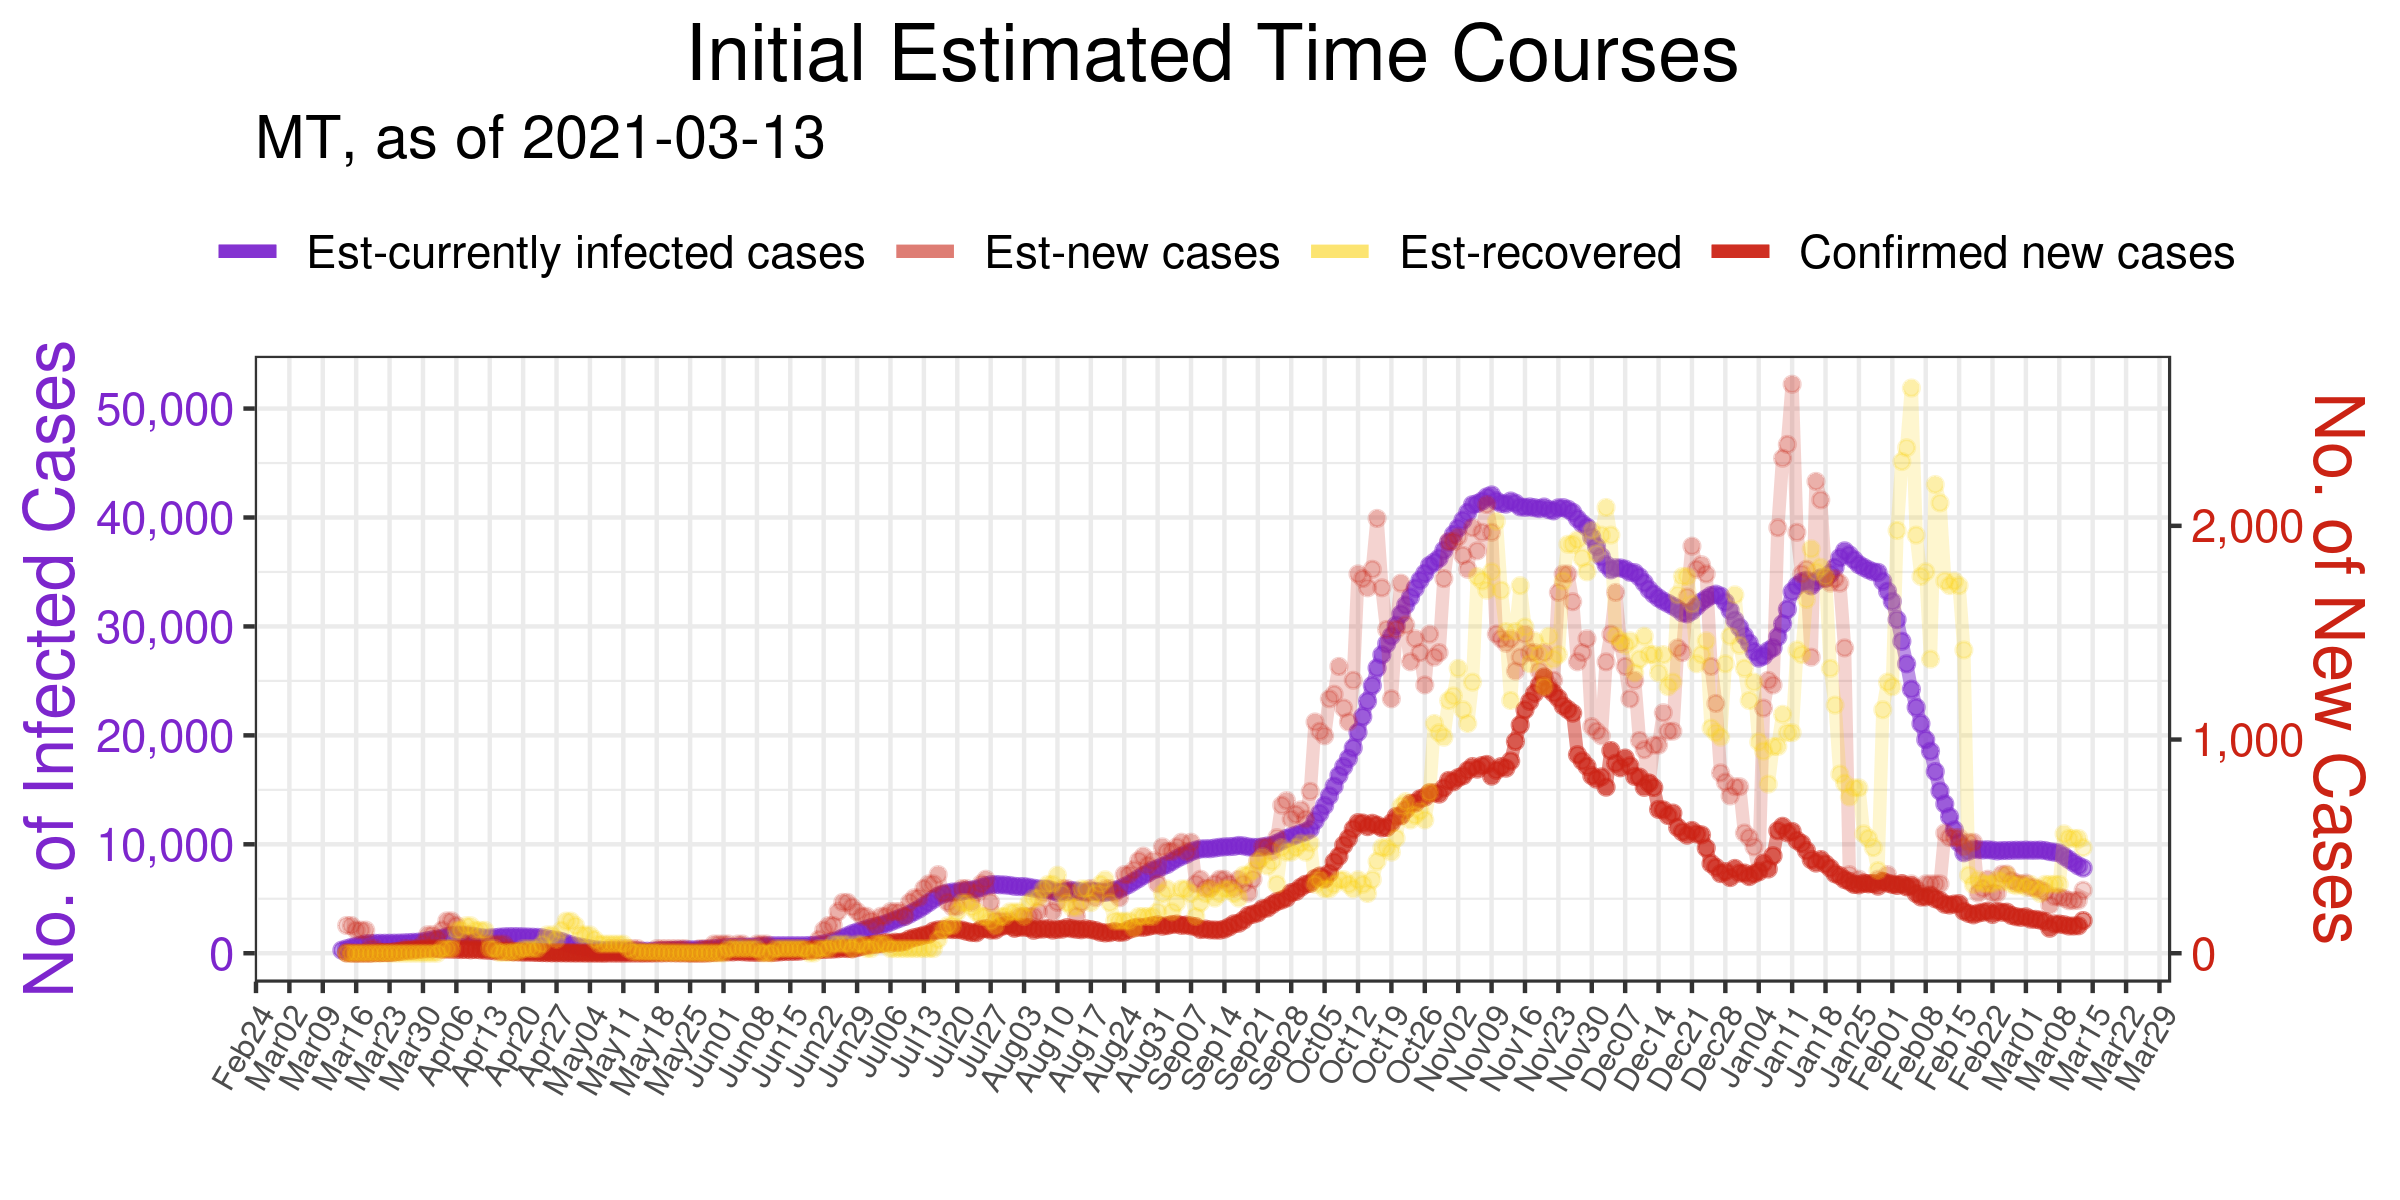 Initial Estimated Time Courses
MT, as of 2021-03-13
Est-currently infected cases
Est-new cases
Est-recovered
Confirmed new cases
No. of Infected Cases
50,000
40,000
30,000
20,000
10,000
0
No. of New Cases
2,000
1,000
0
Feb24
Mar02
Mar09
Mar16
Mar23
Mar30
Apr06
Apr13
Apr20
Apr27
May04
May11
May18
May25
Jun01
Jun08
Jun15
Jun22
Jun29
Jul06
Jul13
Jul20
Jul27
Aug03
Aug10
Aug17
Aug24
Aug31
Sep07
Sep14
Sep21
Sep28
Oct05
Oct12
Oct19
Oct26
Nov02
Nov09
Nov16
Nov23
Nov30
Dec07
Dec14
Dec21
Dec28
Jan04
Jan11
Jan18
Jan25
Feb01
Feb08
Feb15
Feb22
Mar01
Mar08
Mar15
Mar22
Mar29